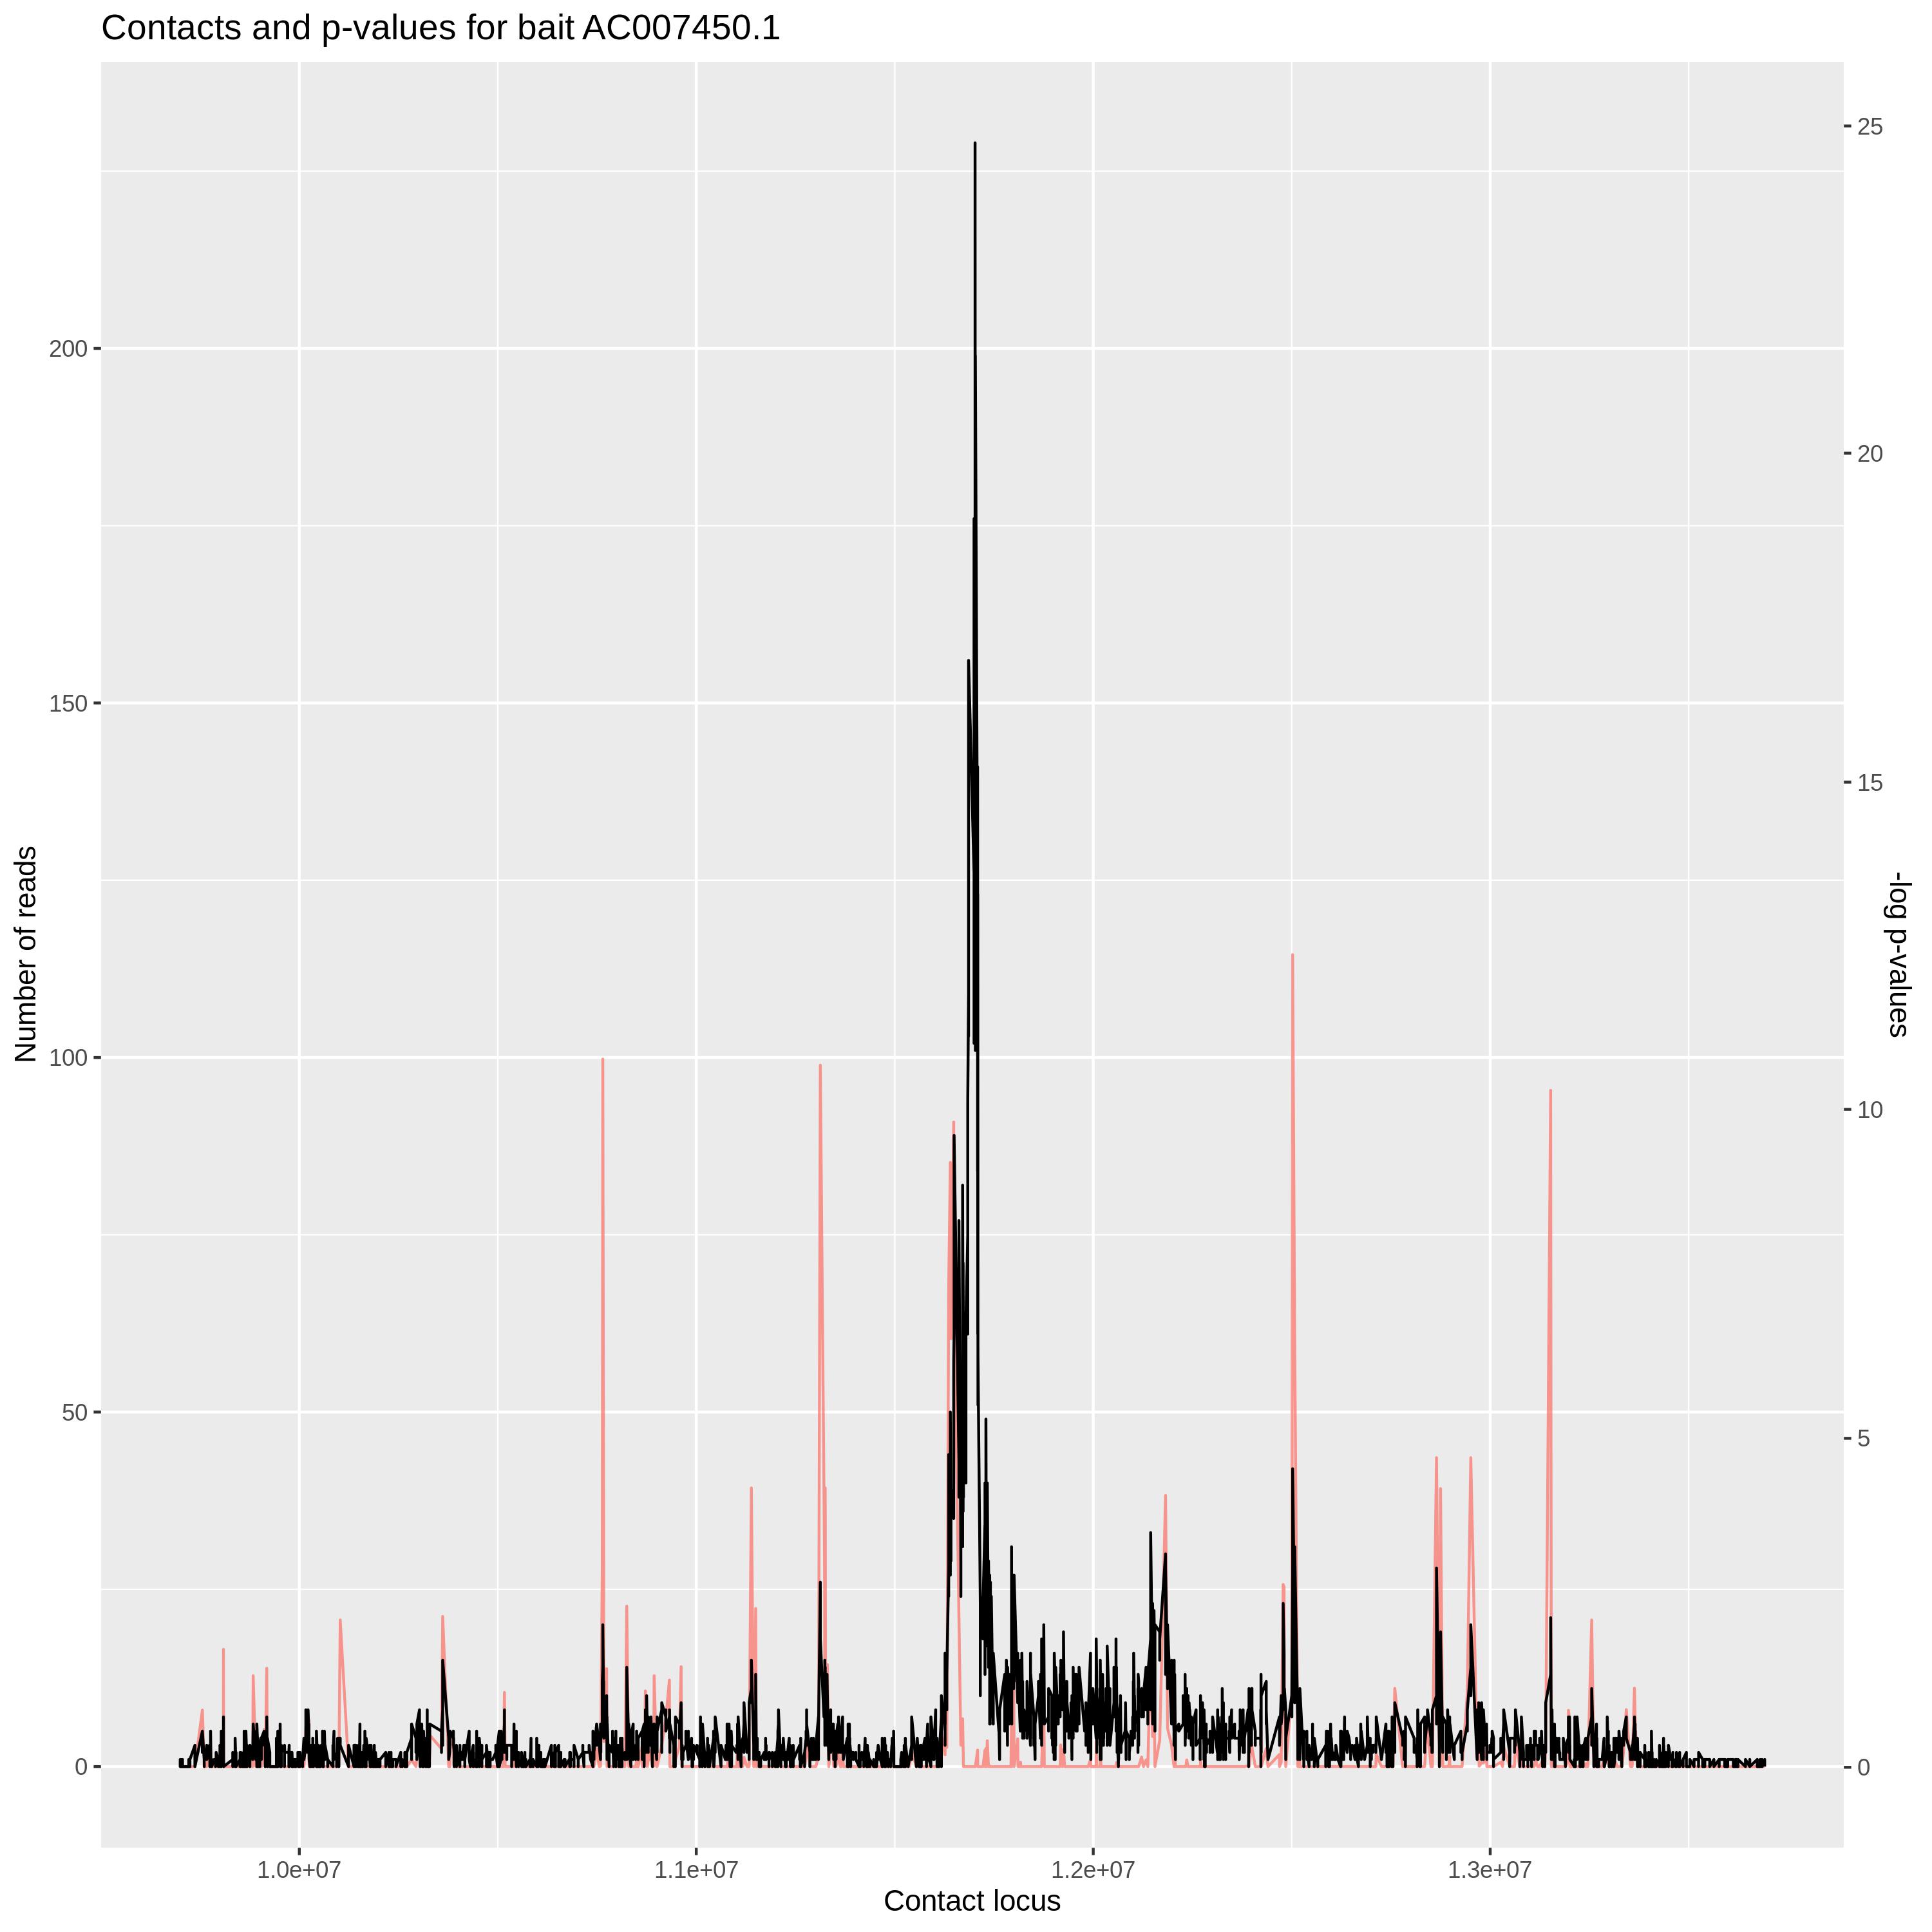 Contacts and p-values for bait AC007450.1
Number of reads
200
150
100
50
0
25
20
15
10
5
0
-log p-values
1.0e+07 1.1e+07 1.2e+07 1.3e+07
Contact locus